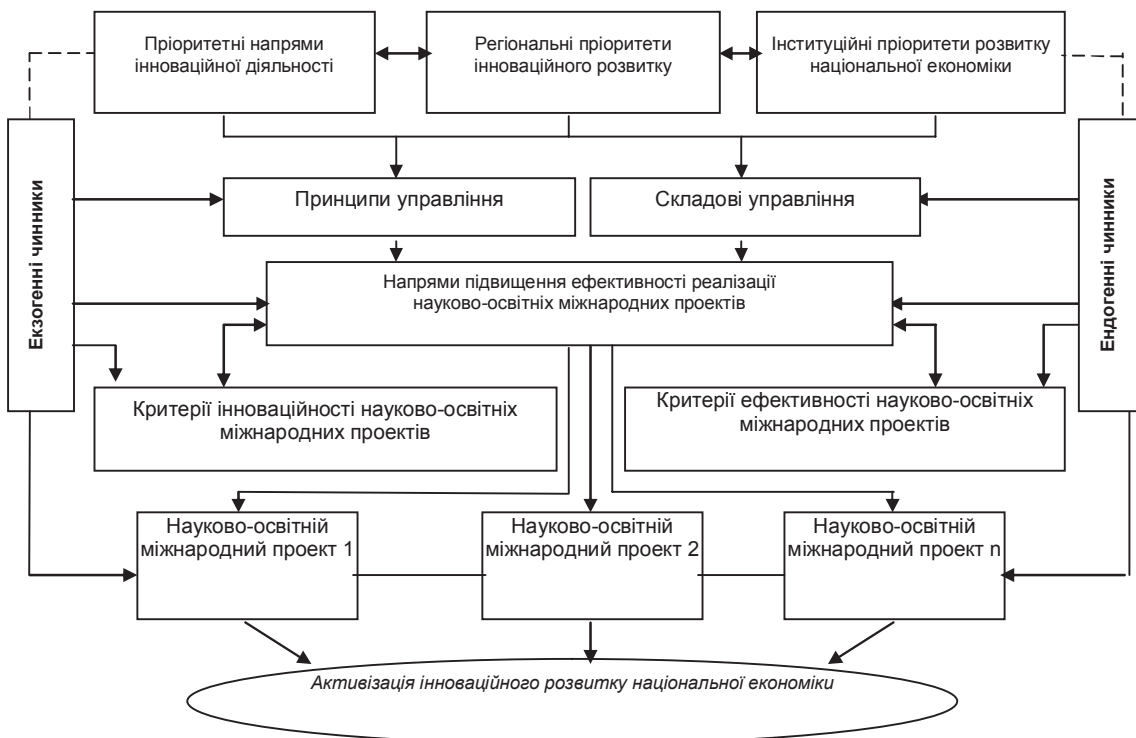 Пріоритетні напрями
інноваційної діяльності
Регіональні пріоритети
інноваційного розвитку
Інституційні пріоритети розвитку
національної економіки
Екзогенні чинники
Ендогенні чинники
Принципи управління
Складові управління
Напрями підвищення ефективності реалізації
науково-освітніх міжнародних проектів
Критерії інноваційності науково-освітніх
міжнародних проектів
Критерії ефективності науково-освітніх
міжнародних проектів
Науково-освітній
міжнародний проект 1
Науково-освітній
міжнародний проект 2
Науково-освітній
міжнародний проект n
Активізація інноваційного розвитку національної економіки